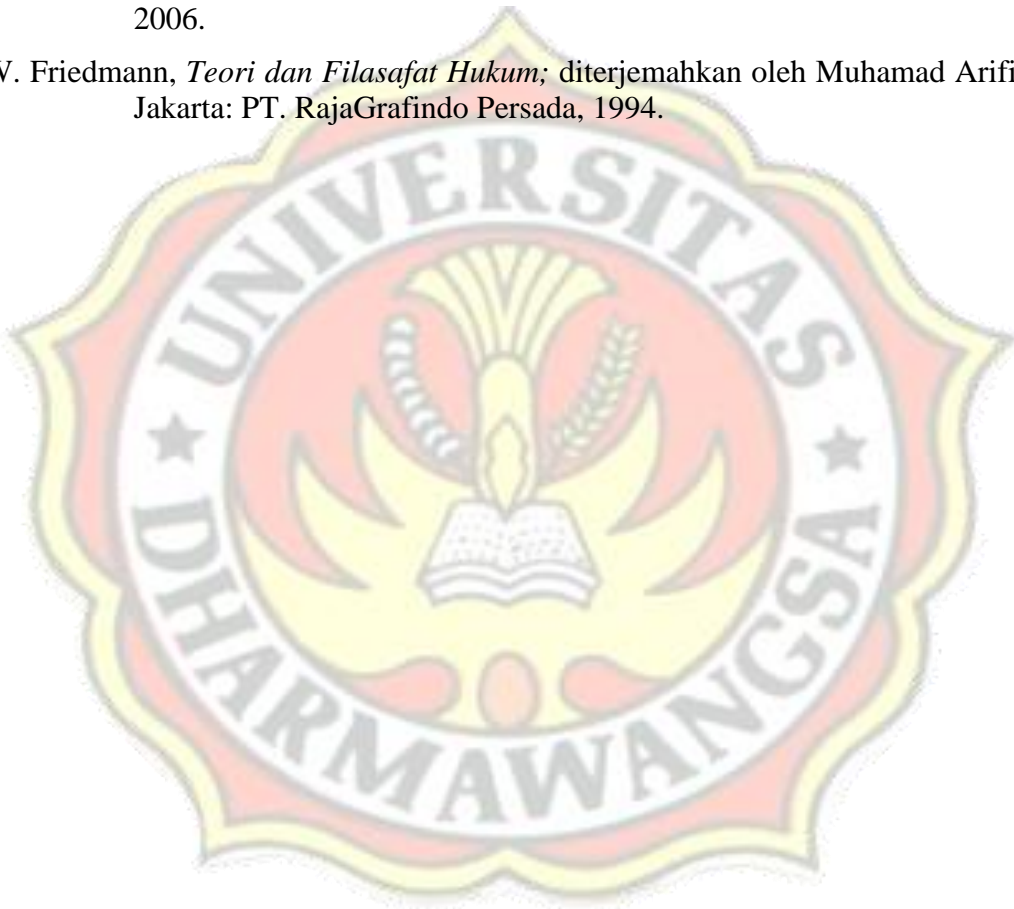 2006.
W. Friedmann, Teori dan Filasafat Hukum; diterjemahkan oleh Muhamad Arifi
Jakarta: PT. RajaGrafindo Persada, 1994.
UNIVERSITAS
DHARMAWANGSA